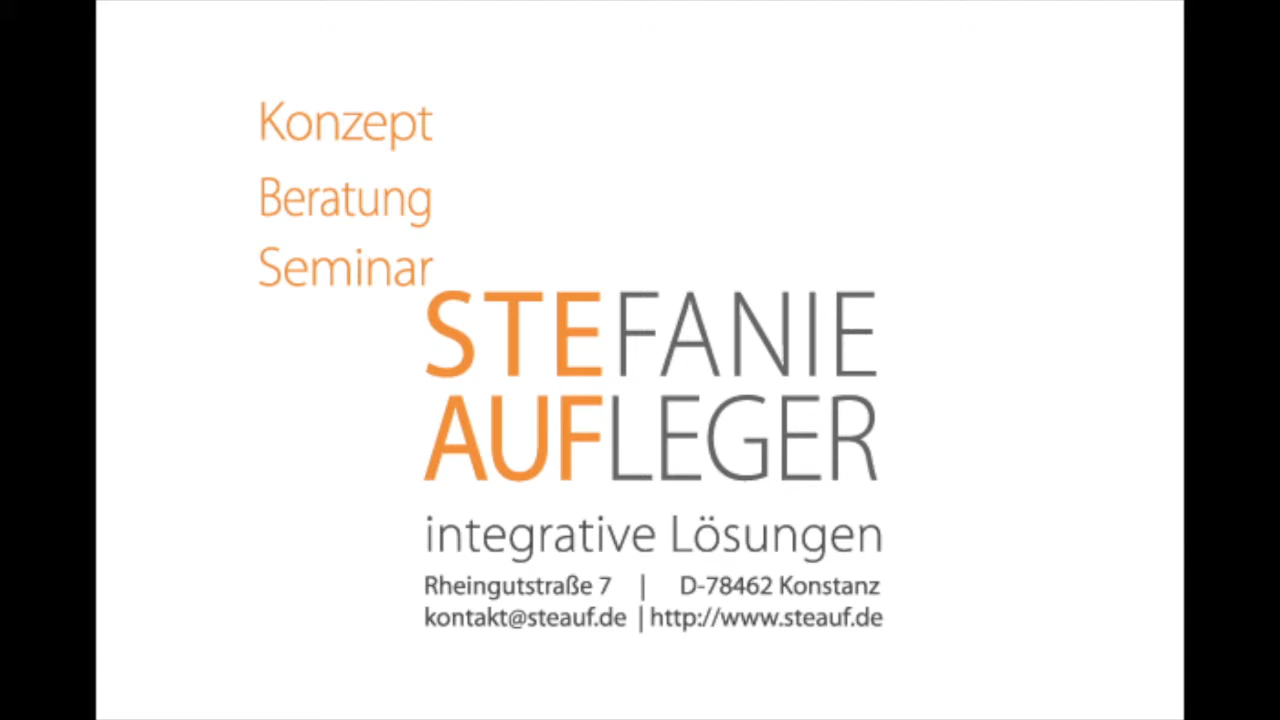 Konzept
Beratung
Seminar
STEFANIE
AUFLEGER
integrative Lösungen
Rheingutstraße 7 | D-78462 Konstanz
kontakt@steauf.de | http://www.steauf.de